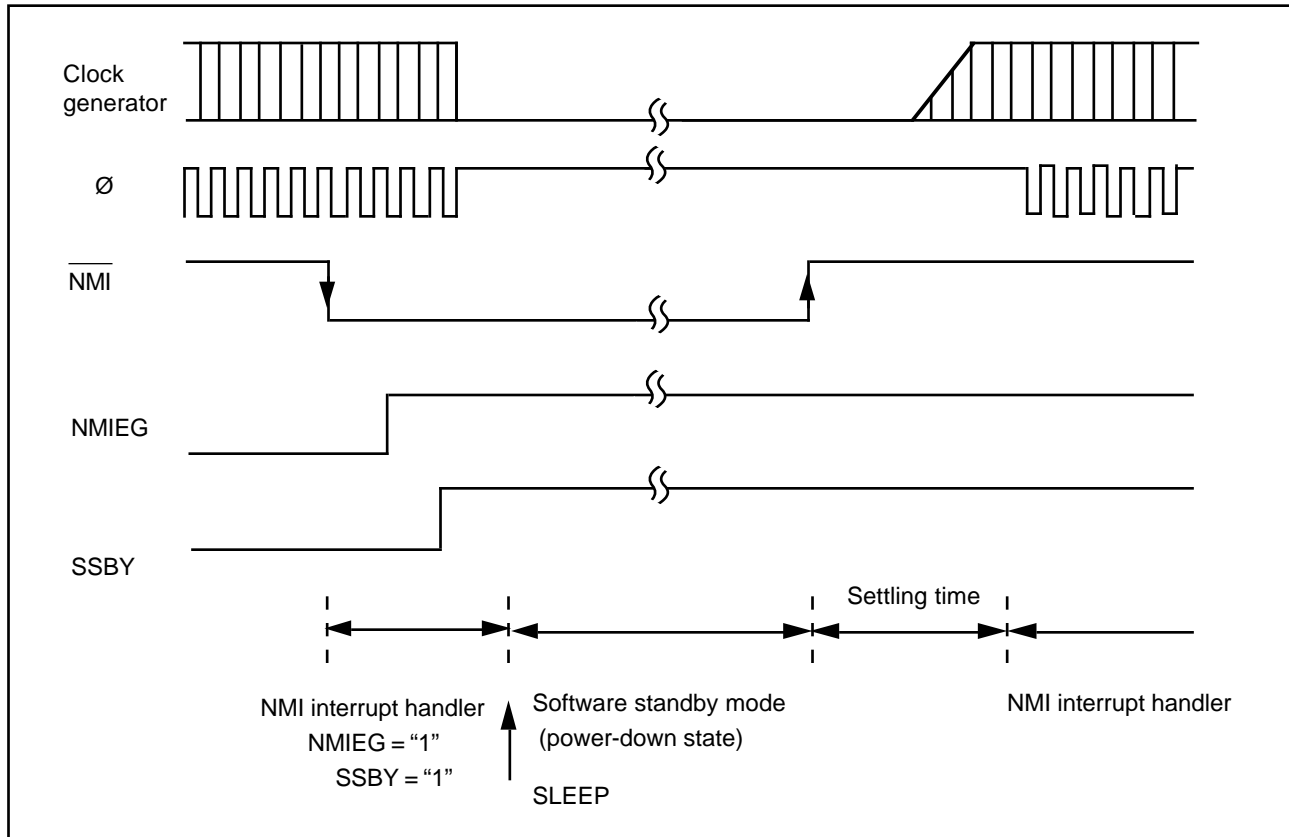 Clock
generator
Ø
NMI
NMIEG
SSBY
Settling time
NMI interrupt handler
NMIEG = “1”
SSBY = “1”
Software standby mode
(power-down state)
SLEEP
NMI interrupt handler